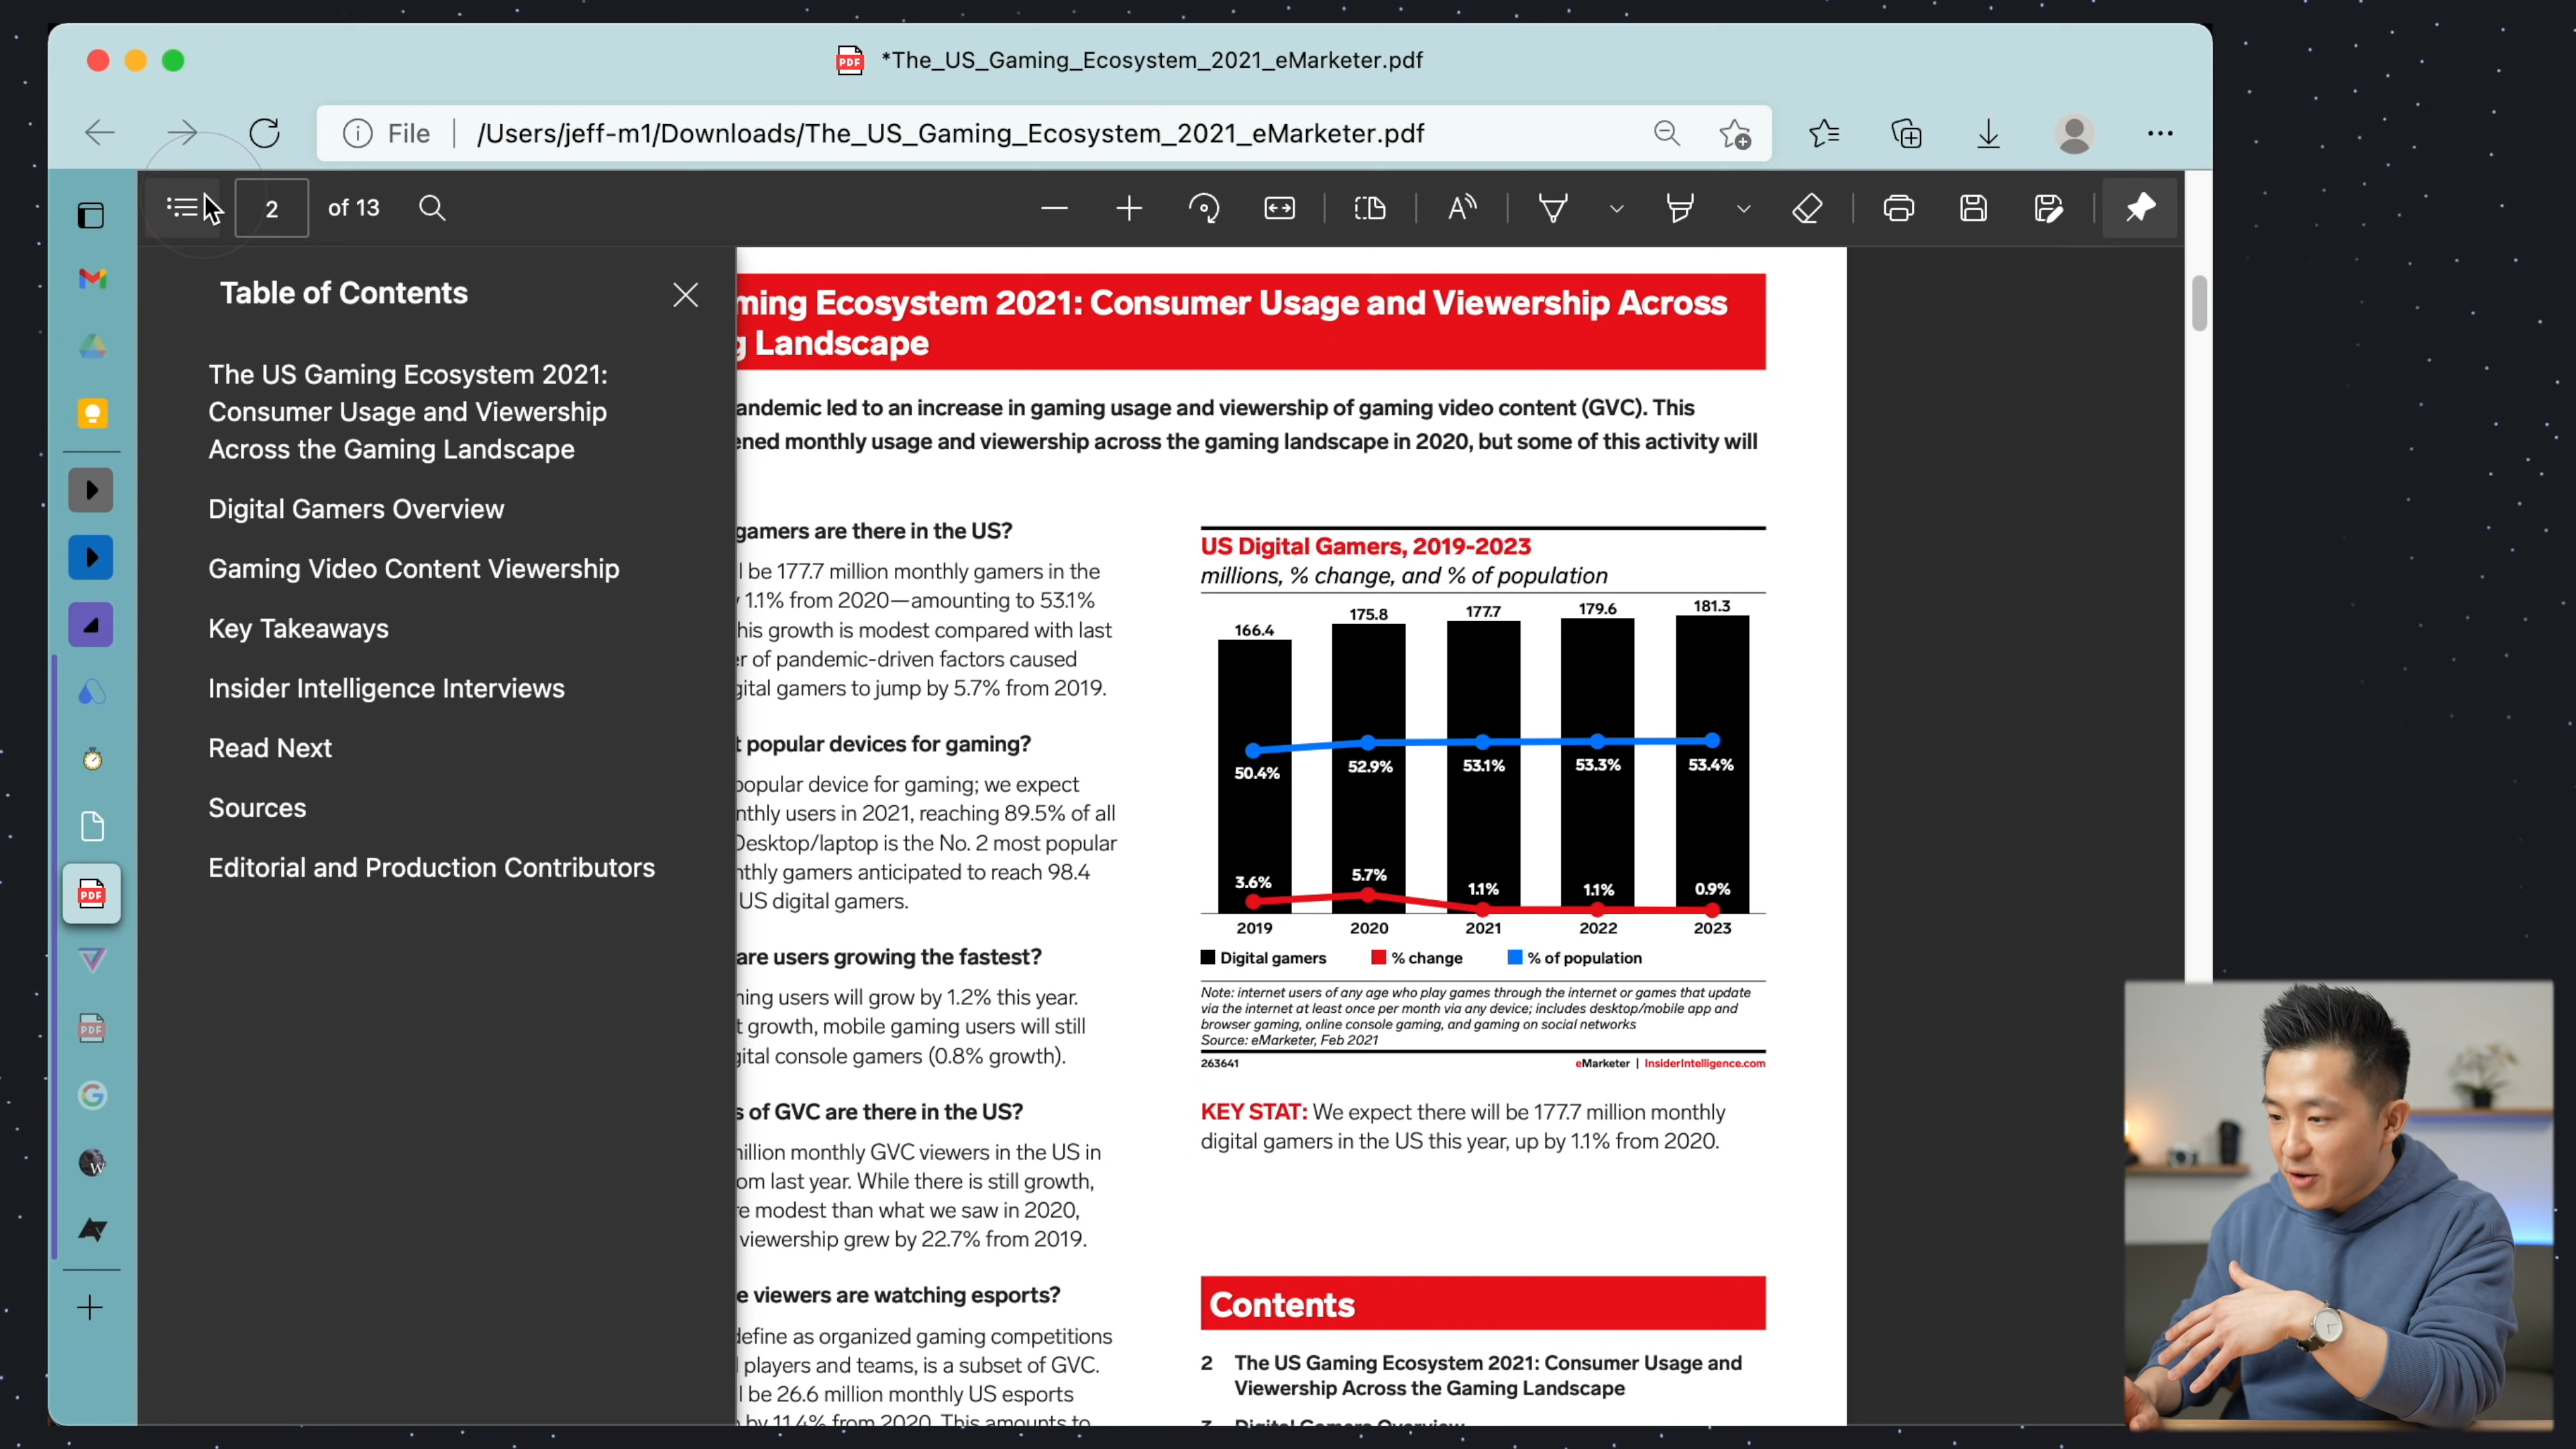 *The_US_Gaming_Ecosystem_2021_eMarketer.pdf
File
/Users/jeff-m1/Downloads/The_US_Gaming_Ecosystem_2021_eMarketer.pdf
2 of 13
Table of Contents
The US Gaming Ecosystem 2021:
Consumer Usage and Viewership
Across the Gaming Landscape
Digital Gamers Overview
Gaming Video Content Viewership
Key Takeaways
Insider Intelligence Interviews
Read Next
Sources
Editorial and Production Contributors
Ecosystem 2021: Consumer Usage and Viewership Across
Landscape
led to an increase in gaming usage and viewership of gaming video content (GVC). This
monthly usage and viewership across the gaming landscape in 2020, but some of this activity will
gamers are there in the US?
be 177.7 million monthly gamers in the
1.1% from 2020—amounting to 53.1%
growth is modest compared with last
of pandemic-driven factors caused
gamers to jump by 5.7% from 2019.
popular devices for gaming?
popular device for gaming; we expect
users in 2021, reaching 89.5% of all
Desktop/laptop is the No. 2 most popular
gamers anticipated to reach 98.4
US digital gamers.
are users growing the fastest?
users will grow by 1.2% this year.
growth, mobile gaming users will still
console gamers (0.8% growth).
of GVC are there in the US?
monthly GVC viewers in the US in
last year. While there is still growth,
modest than what we saw in 2020,
viewership grew by 22.7% from 2019.
viewers are watching esports?
define as organized gaming competitions
players and teams, is a subset of GVC.
be 26.6 million monthly US esports
by 11.4% from 2020. This amounts to
US Digital Gamers, 2019-2023
millions, % change, and % of population
166.4 175.8 177.7 179.6 181.3
50.4% 52.9% 53.1% 53.3% 53.4%
3.6% 5.7% 1.1% 1.1% 0.9%
2019 2020 2021 2022 2023
Digital gamers % change % of population
Note: internet users of any age who play games through the internet or games that update
via the internet at least once per month via any device; includes desktop/mobile app and
browser gaming, online console gaming, and gaming on social networks
Source: eMarketer, Feb 2021
263641 eMarketer | InsiderIntelligence.com
KEY STAT: We expect there will be 177.7 million monthly
digital gamers in the US this year, up by 1.1% from 2020.
Contents
2 The US Gaming Ecosystem 2021: Consumer Usage and
Viewership Across the Gaming Landscape
3 Digital Gamers Overview